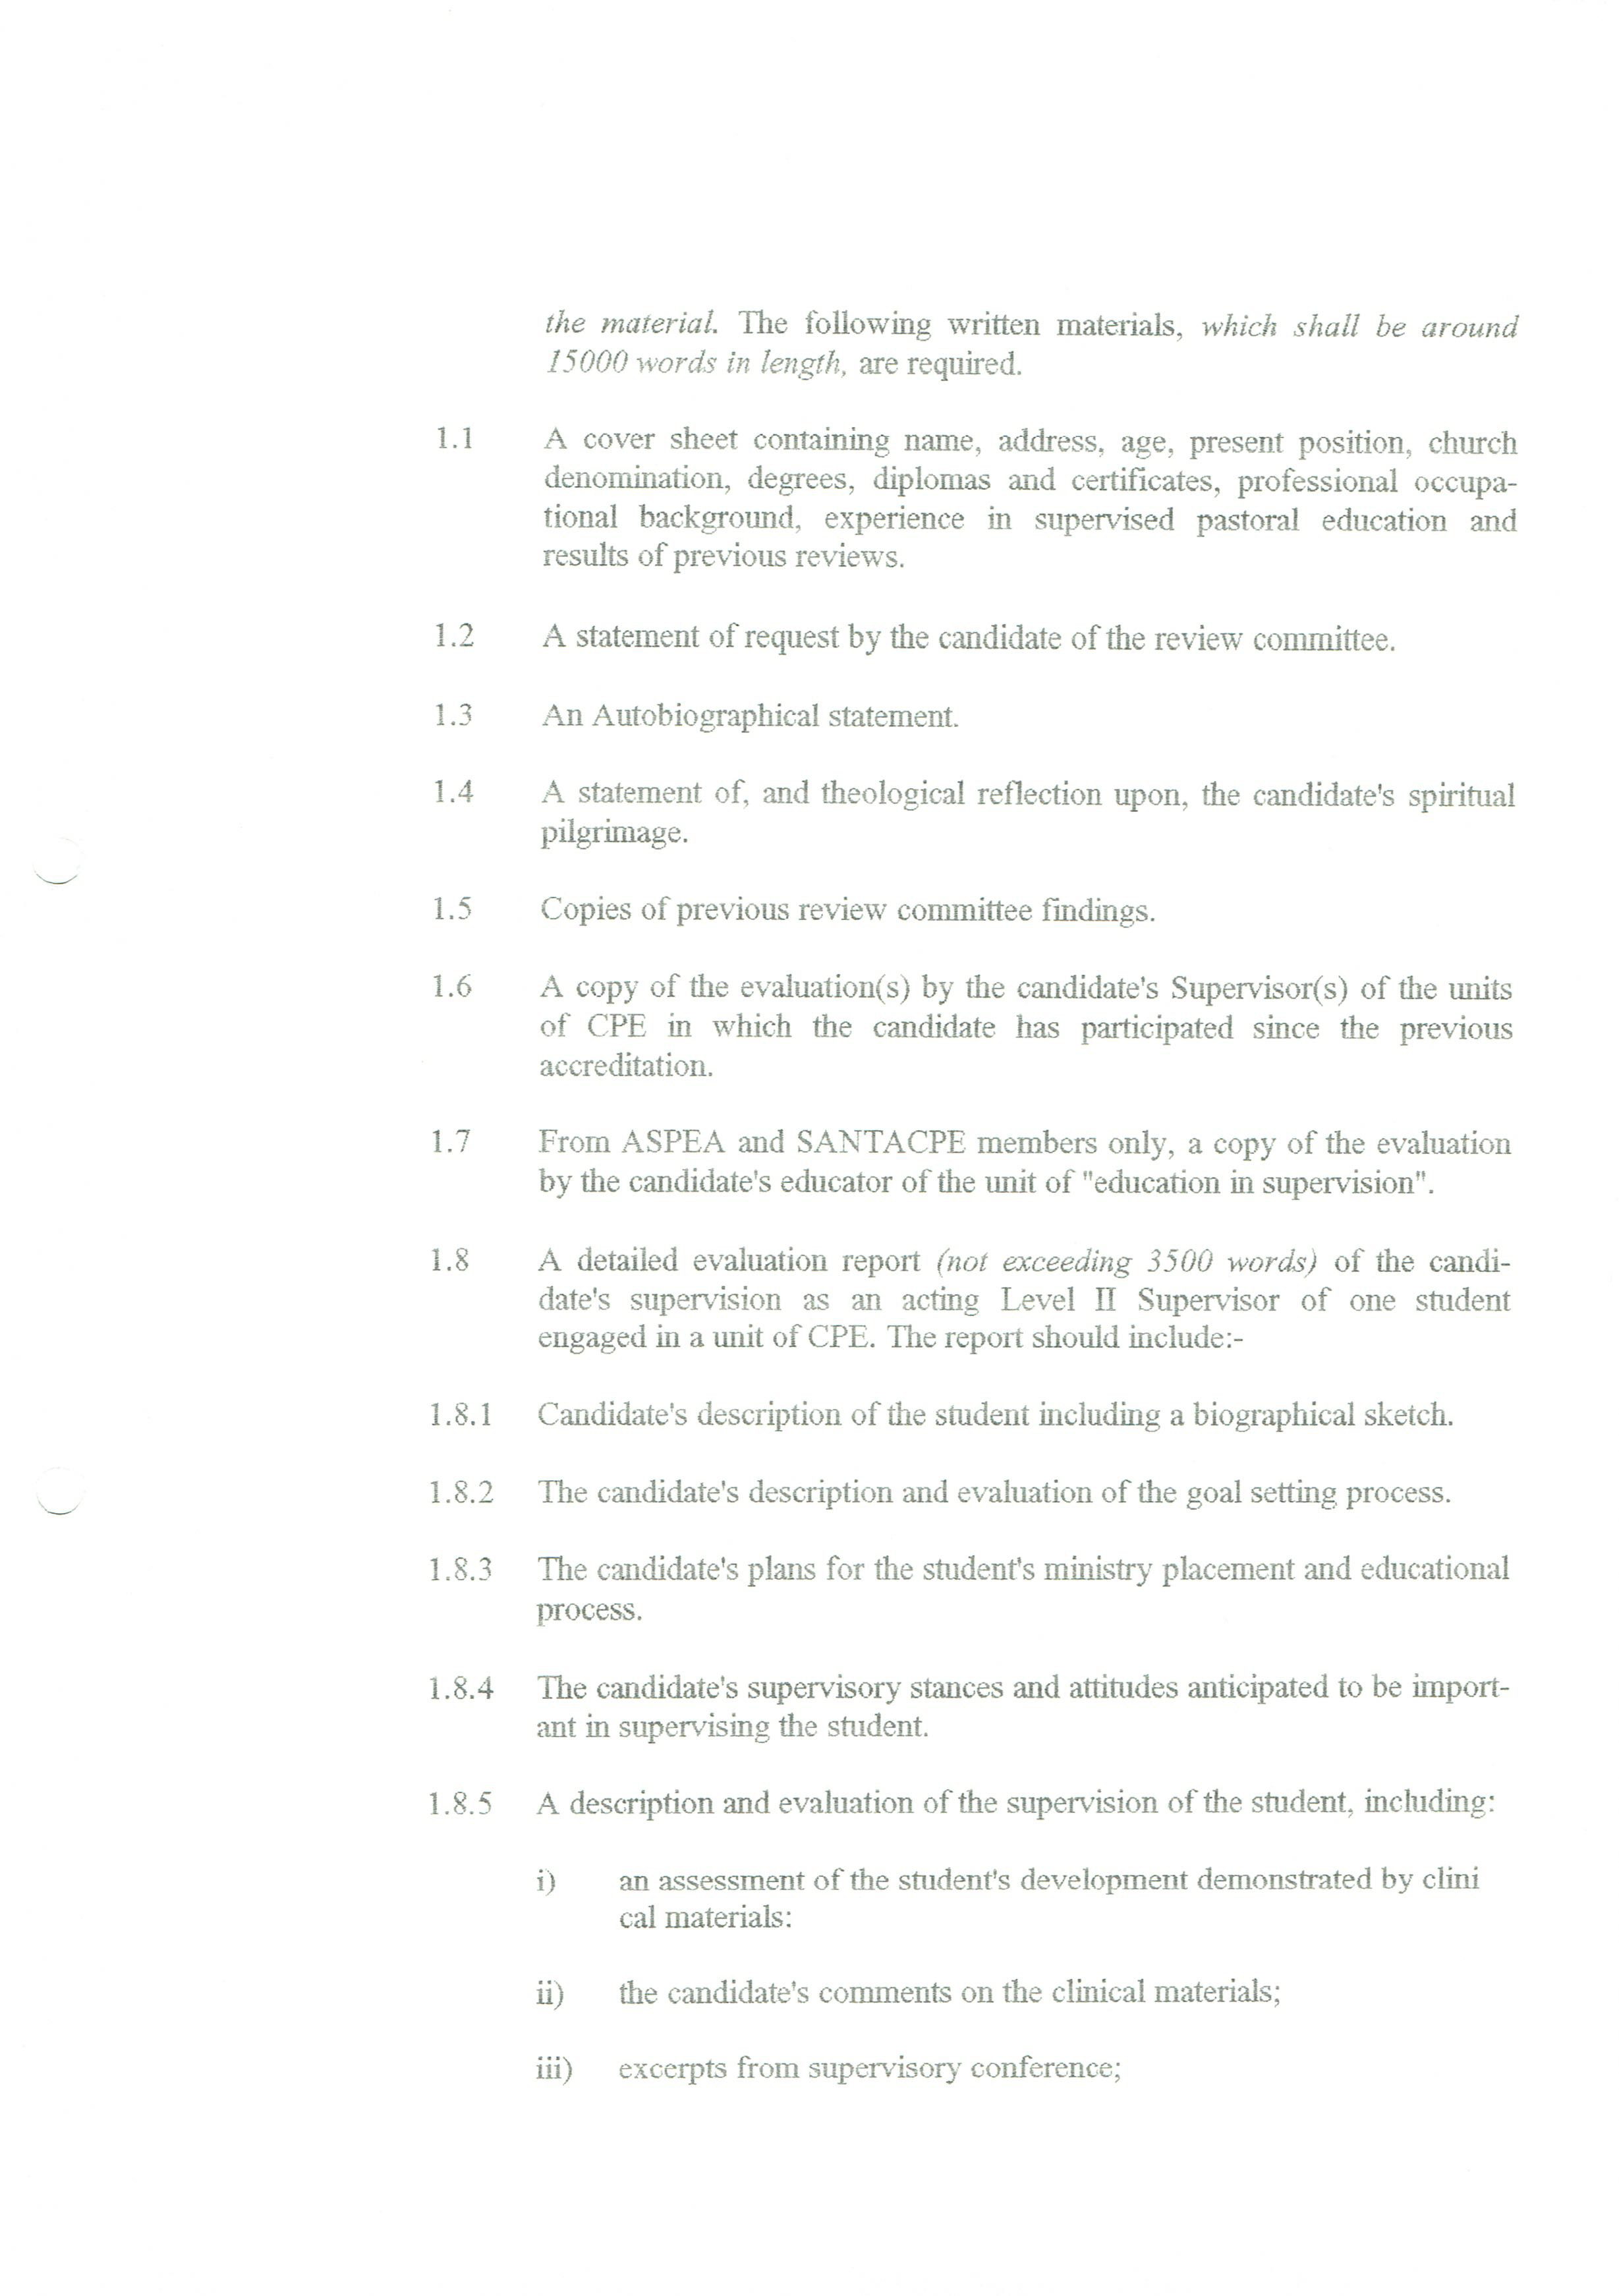 the material. The following written materials, which shall be around
15000 words in length, are required.
1.1 A cover sheet containing name, address, age, present position, church
denomination, degrees, diplomas and certificates, professional occupa-
tional background, experience in supervised pastoral education and
results of previous reviews.
1.2 A statement of request by the candidate of the review committee.
1.3 An Autobiographical statement.
1.4 A statement of, and theological reflection upon, the candidate's spiritual
pilgrimage.
1.5 Copies of previous review committee findings.
1.6 A copy of the evaluation(s) by the candidate's Supervisor(s) of the units
of CPE in which the candidate has participated since the previous
accreditation.
1.7 From ASPEA and SANTACPE members only, a copy of the evaluation
by the candidate's educator of the unit of "education in supervision".
1.8 A detailed evaluation report (not exceeding 3500 words) of the candi-
date's supervision as an acting Level II Supervisor of one student
engaged in a unit of CPE. The report should include:-
1.8.1 Candidate's description of the student including a biographical sketch.
1.8.2 The candidate's description and evaluation of the goal setting process.
1.8.3 The candidate's plans for the student's ministry placement and educational
process.
1.8.4 The candidate's supervisory stances and attitudes anticipated to be import-
ant in supervising the student.
1.8.5 A description and evaluation of the supervision of the student, including:
i) an assessment of the student's development demonstrated by clini
cal materials:
ii) the candidate's comments on the clinical materials;
iii) excerpts from supervisory conference;